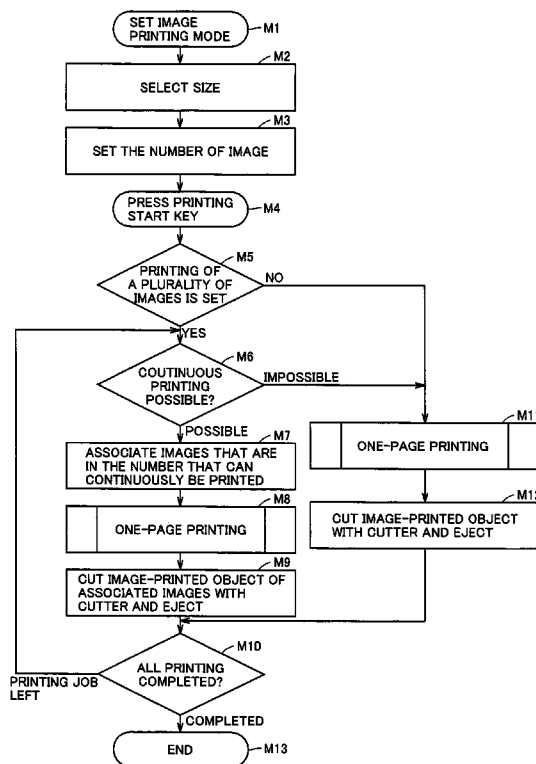 SET IMAGE
PRINTING MODE
M1
M2
SELECT SIZE
M3
SET THE NUMBER OF IMAGE
PRESS PRINTING
START KEY
M4
M5
PRINTING OF
A PLURALITY OF
IMAGES IS SET
NO
YES
M6
COUTINUOUS
PRINTING
POSSIBLE?
IMPOSSIBLE
POSSIBLE
M7
ASSOCIATE IMAGES THAT ARE
IN THE NUMBER THAT CAN
CONTINUOUSLY BE PRINTED
M8
ONE-PAGE PRINTING
M9
CUT IMAGE-PRINTED OBJECT OF
ASSOCIATED IMAGES WITH
CUTTER AND EJECT
M11
ONE-PAGE PRINTING
M12
CUT IMAGE-PRINTED OBJECT
WITH CUTTER AND EJECT
M10
ALL PRINTING
COMPLETED?
PRINTING JOB
LEFT
COMPLETED
END
M13